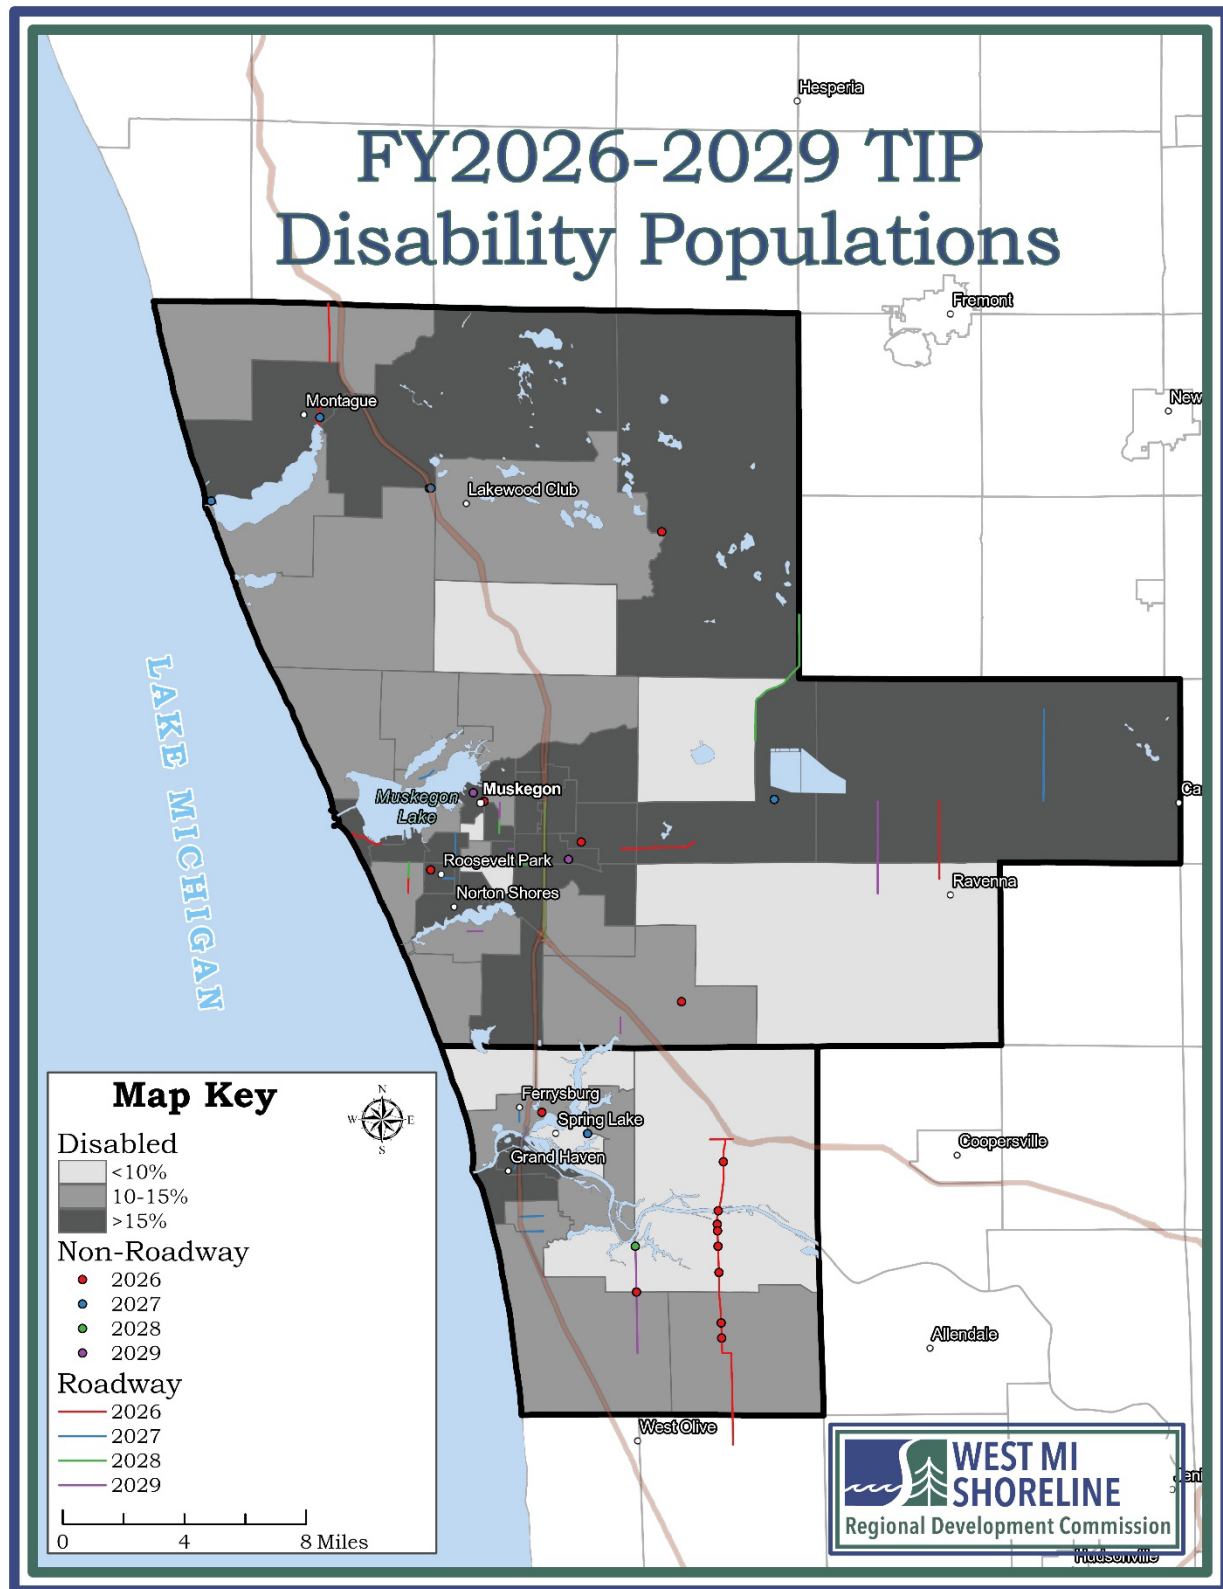 Hesperia
FY2026-2029 TIP
Disability Populations
Fremont
New
Montague
Lakewood Club
LAKE MICHIGAN
Muskegon
Muskegon
Lake
Ca
Roosevelt Park
Ravenna
Norton Shores
Map Key
N
W
E
S
Disabled
<10%
10-15%
>15%
Non-Roadway
2026
2027
2028
2029
Roadway
2026
2027
2028
2029
0 4 8 Miles
Ferrysburg
Spring Lake
Grand Haven
Coopersville
Allendale
West Olive
WEST MI
SHORELINE
Regional Development Commission
Jeni
Hudsonville